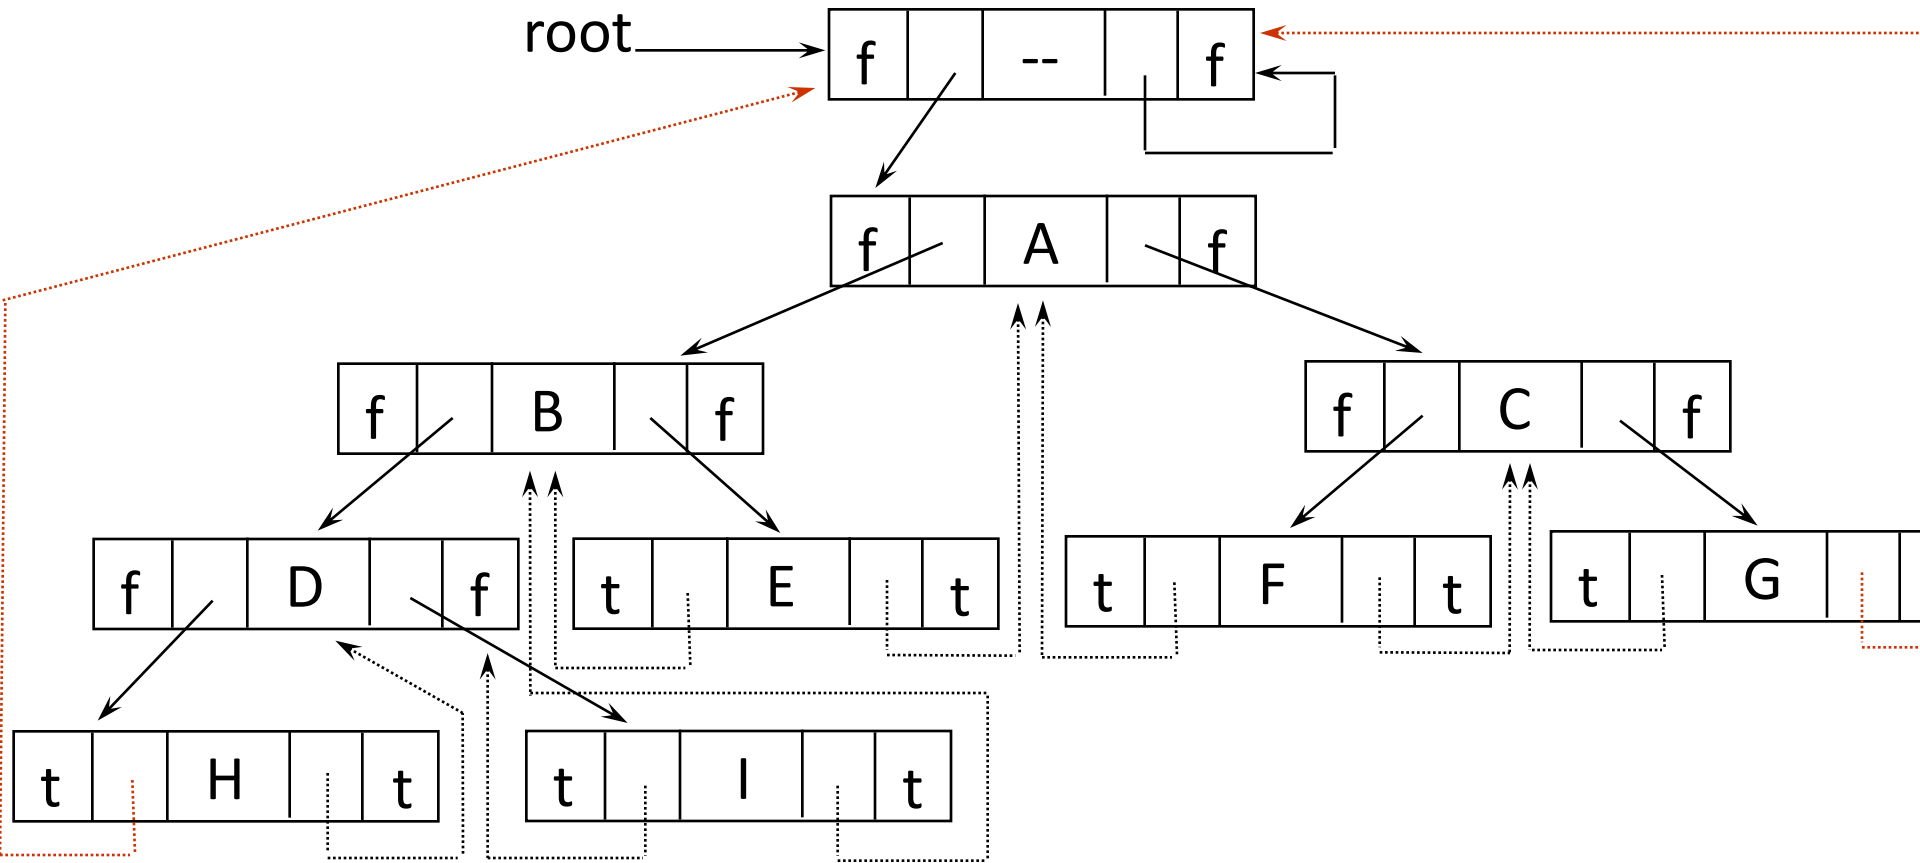 root
f -- f
f A f
f B f
f C f
f D f
t E t
t F t
t G
t H t
t I t